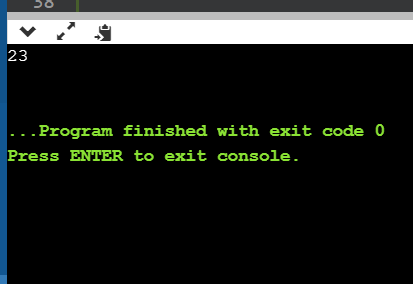 58
23
...Program finished with exit code 0
Press ENTER to exit console.